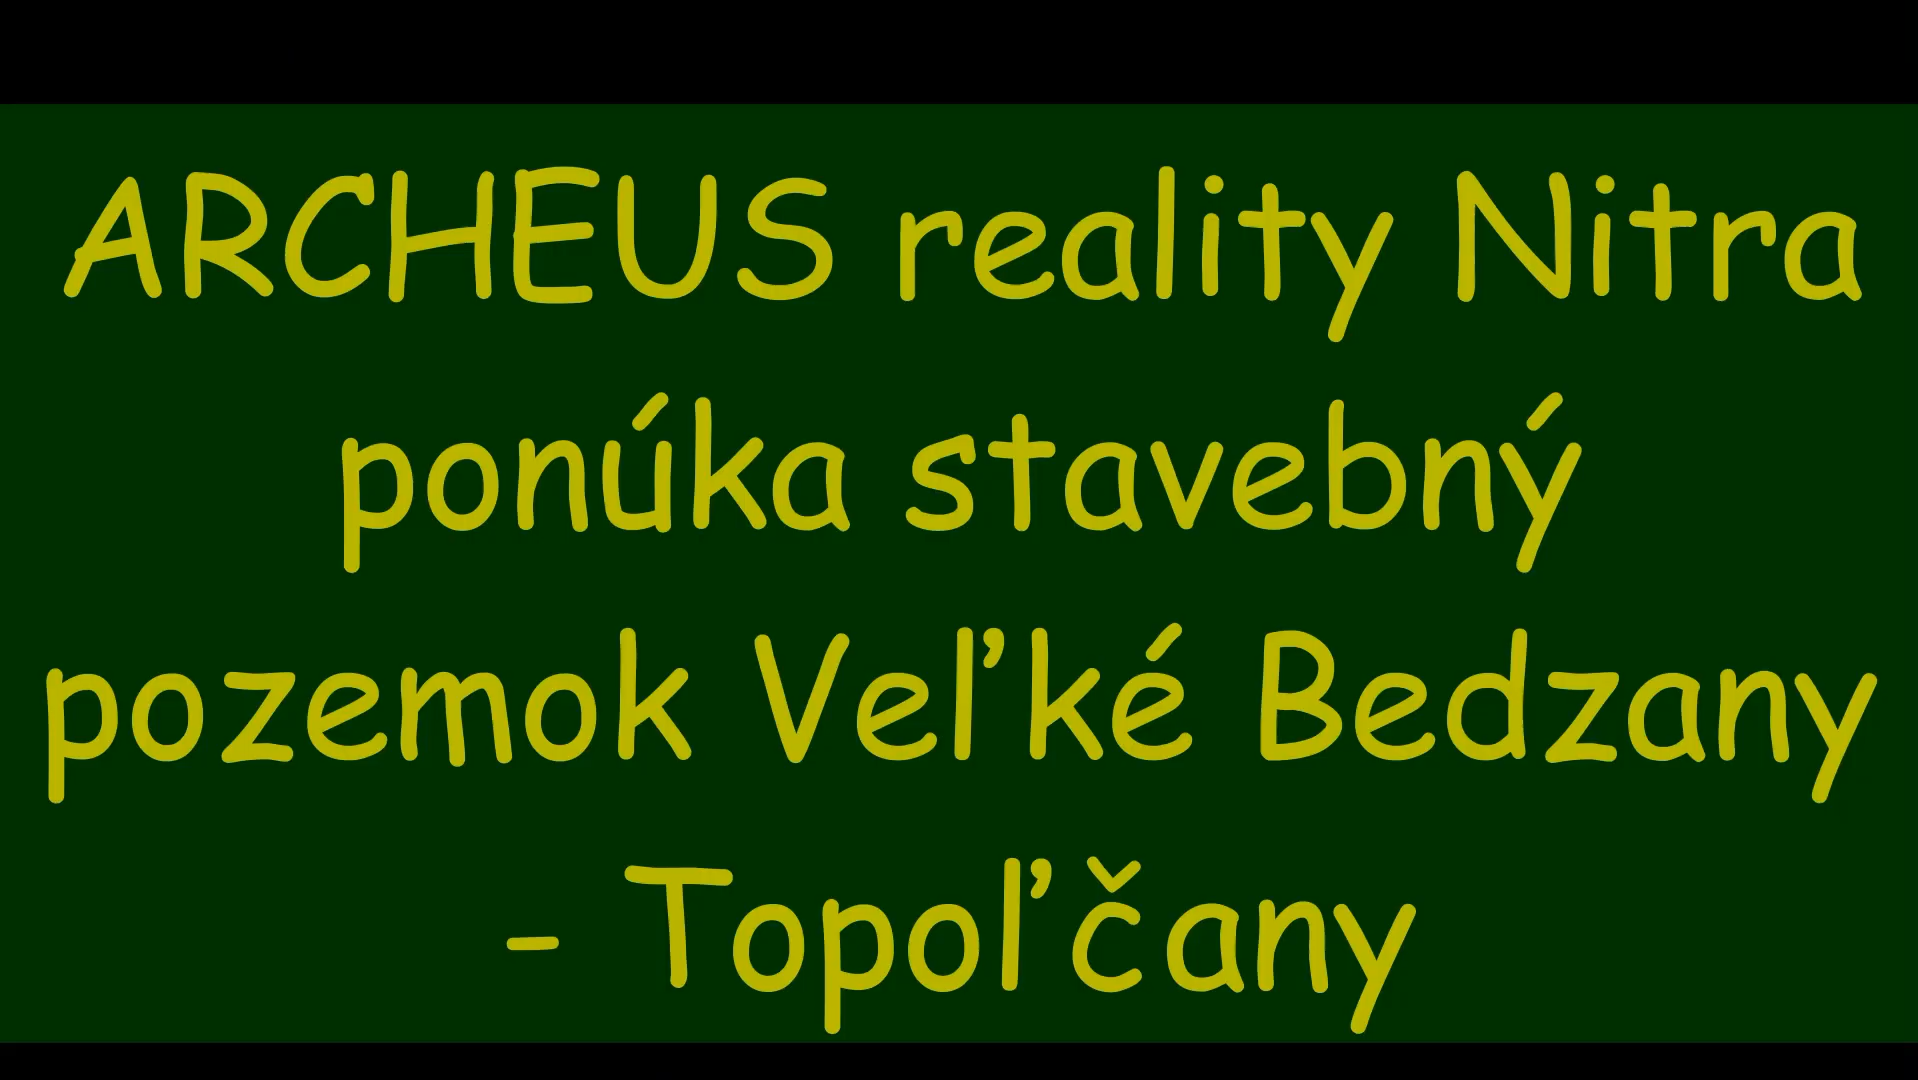 ARCHEUS reality Nitra
ponúka stavebný
pozemok Veľké Bedzany
- Topoľčany